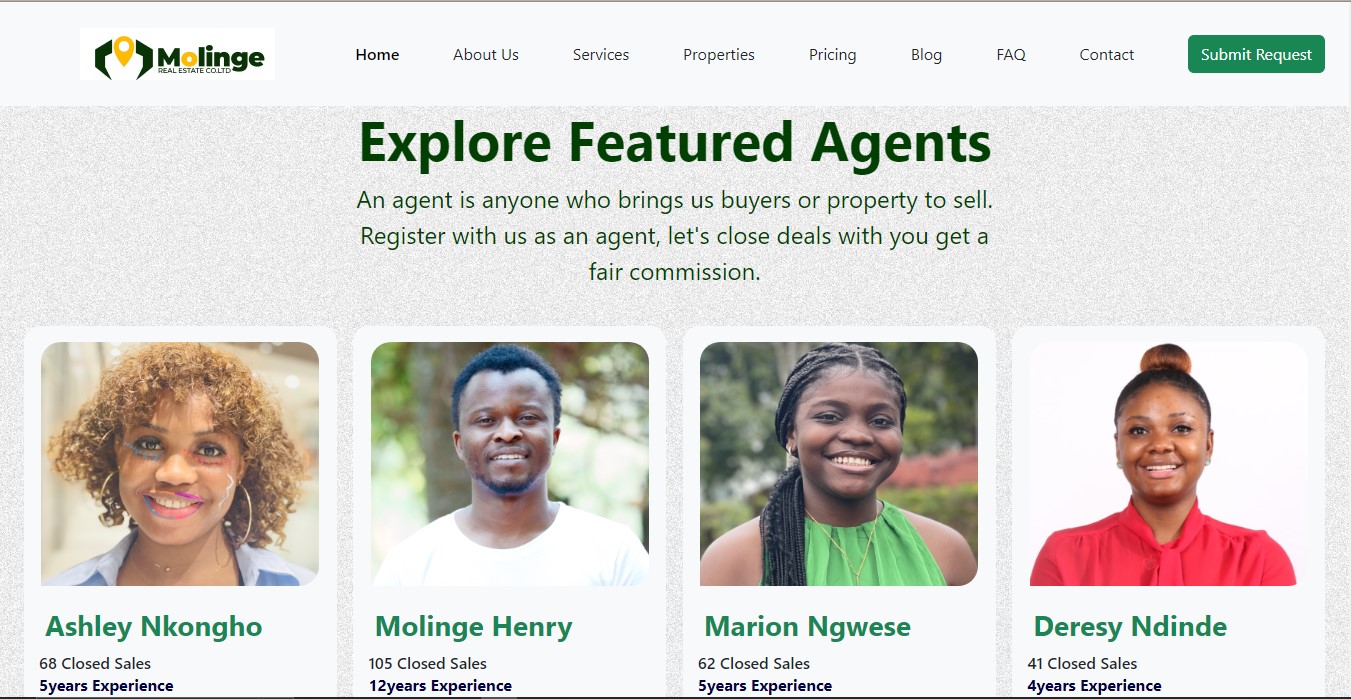 Molinge
REAL ESTATE CO.LTD
Home
About Us
Services
Properties
Pricing
Blog
FAQ
Contact
Submit Request
Explore Featured Agents
An agent is anyone who brings us buyers or property to sell.
Register with us as an agent, let's close deals with you get a
fair commission.
Ashley Nkongho
68 Closed Sales
5years Experience
Molinge Henry
105 Closed Sales
12years Experience
Marion Ngwese
62 Closed Sales
5years Experience
Deresy Ndinde
41 Closed Sales
4years Experience